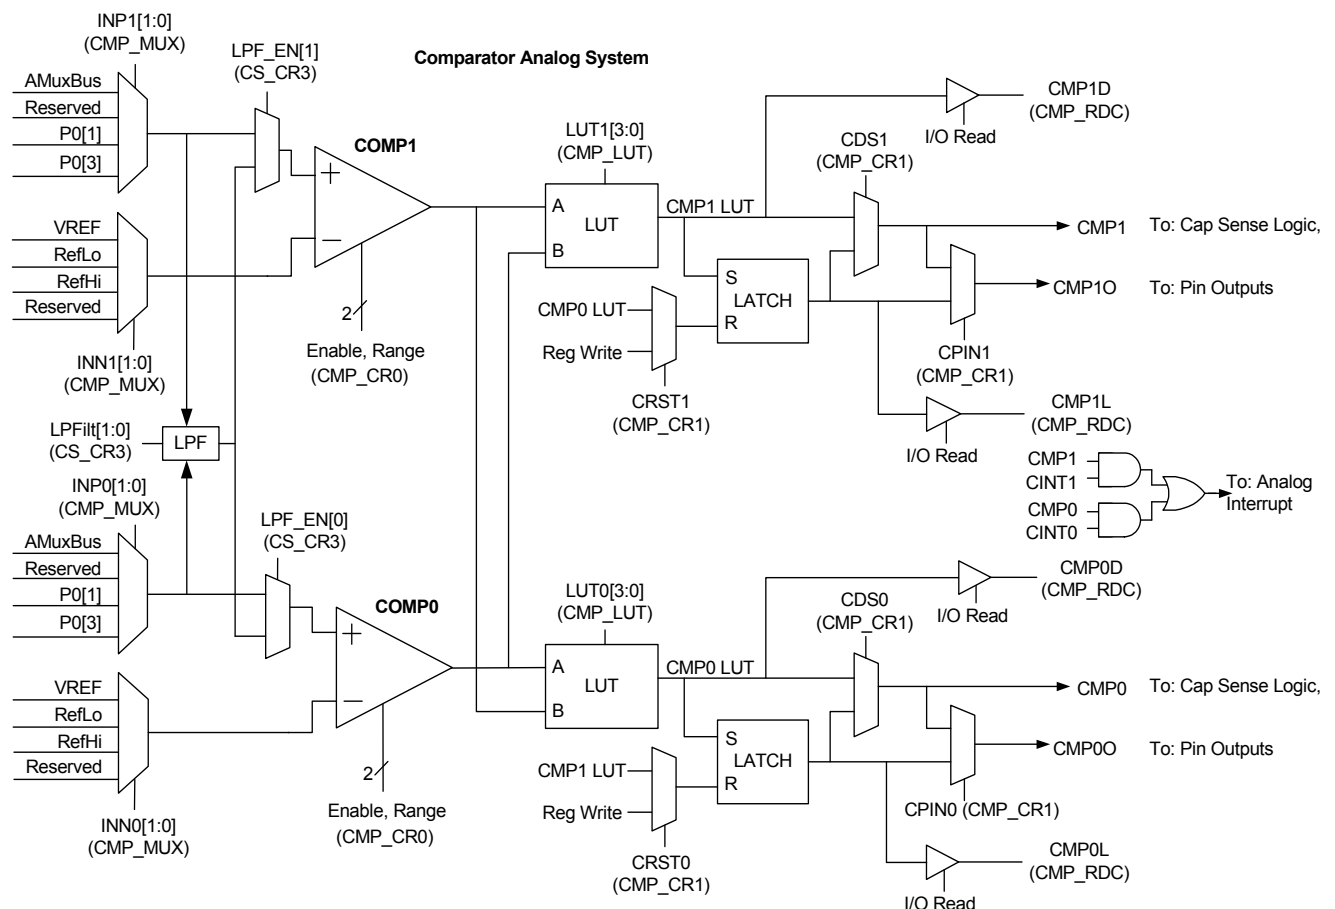 Comparator Analog System
INP1[1:0]
(CMP_MUX)
AMuxBus
Reserved
P0[1]
P0[3]
LPF_EN[1]
(CS_CR3)
COMP1
+
−
VREF
RefLo
RefHi
Reserved
INN1[1:0]
(CMP_MUX)
2
Enable, Range
(CMP_CR0)
LUT1[3:0]
(CMP_LUT)
A
B
LUT
CMP1 LUT
I/O Read
CMP1D
(CMP_RDC)
CDS1
(CMP_CR1)
CMP1
To: Cap Sense Logic,
S
R
LATCH
CMP0 LUT
Reg Write
CRST1
(CMP_CR1)
CMP1O
To: Pin Outputs
CPIN1
(CMP_CR1)
I/O Read
CMP1L
(CMP_RDC)
LPFilt[1:0]
(CS_CR3)
LPF
CMP1
CINT1
CMP0
CINT0
To: Analog
Interrupt
INP0[1:0]
(CMP_MUX)
AMuxBus
Reserved
P0[1]
P0[3]
LPF_EN[0]
(CS_CR3)
COMP0
+
−
VREF
RefLo
RefHi
Reserved
INN0[1:0]
(CMP_MUX)
2
Enable, Range
(CMP_CR0)
LUT0[3:0]
(CMP_LUT)
A
B
LUT
CMP0 LUT
I/O Read
CMP0D
(CMP_RDC)
CDS0
(CMP_CR1)
CMP0
To: Cap Sense Logic,
S
R
LATCH
CMP1 LUT
Reg Write
CRST0
(CMP_CR1)
CMP0O
To: Pin Outputs
CPIN0 (CMP_CR1)
I/O Read
CMP0L
(CMP_RDC)